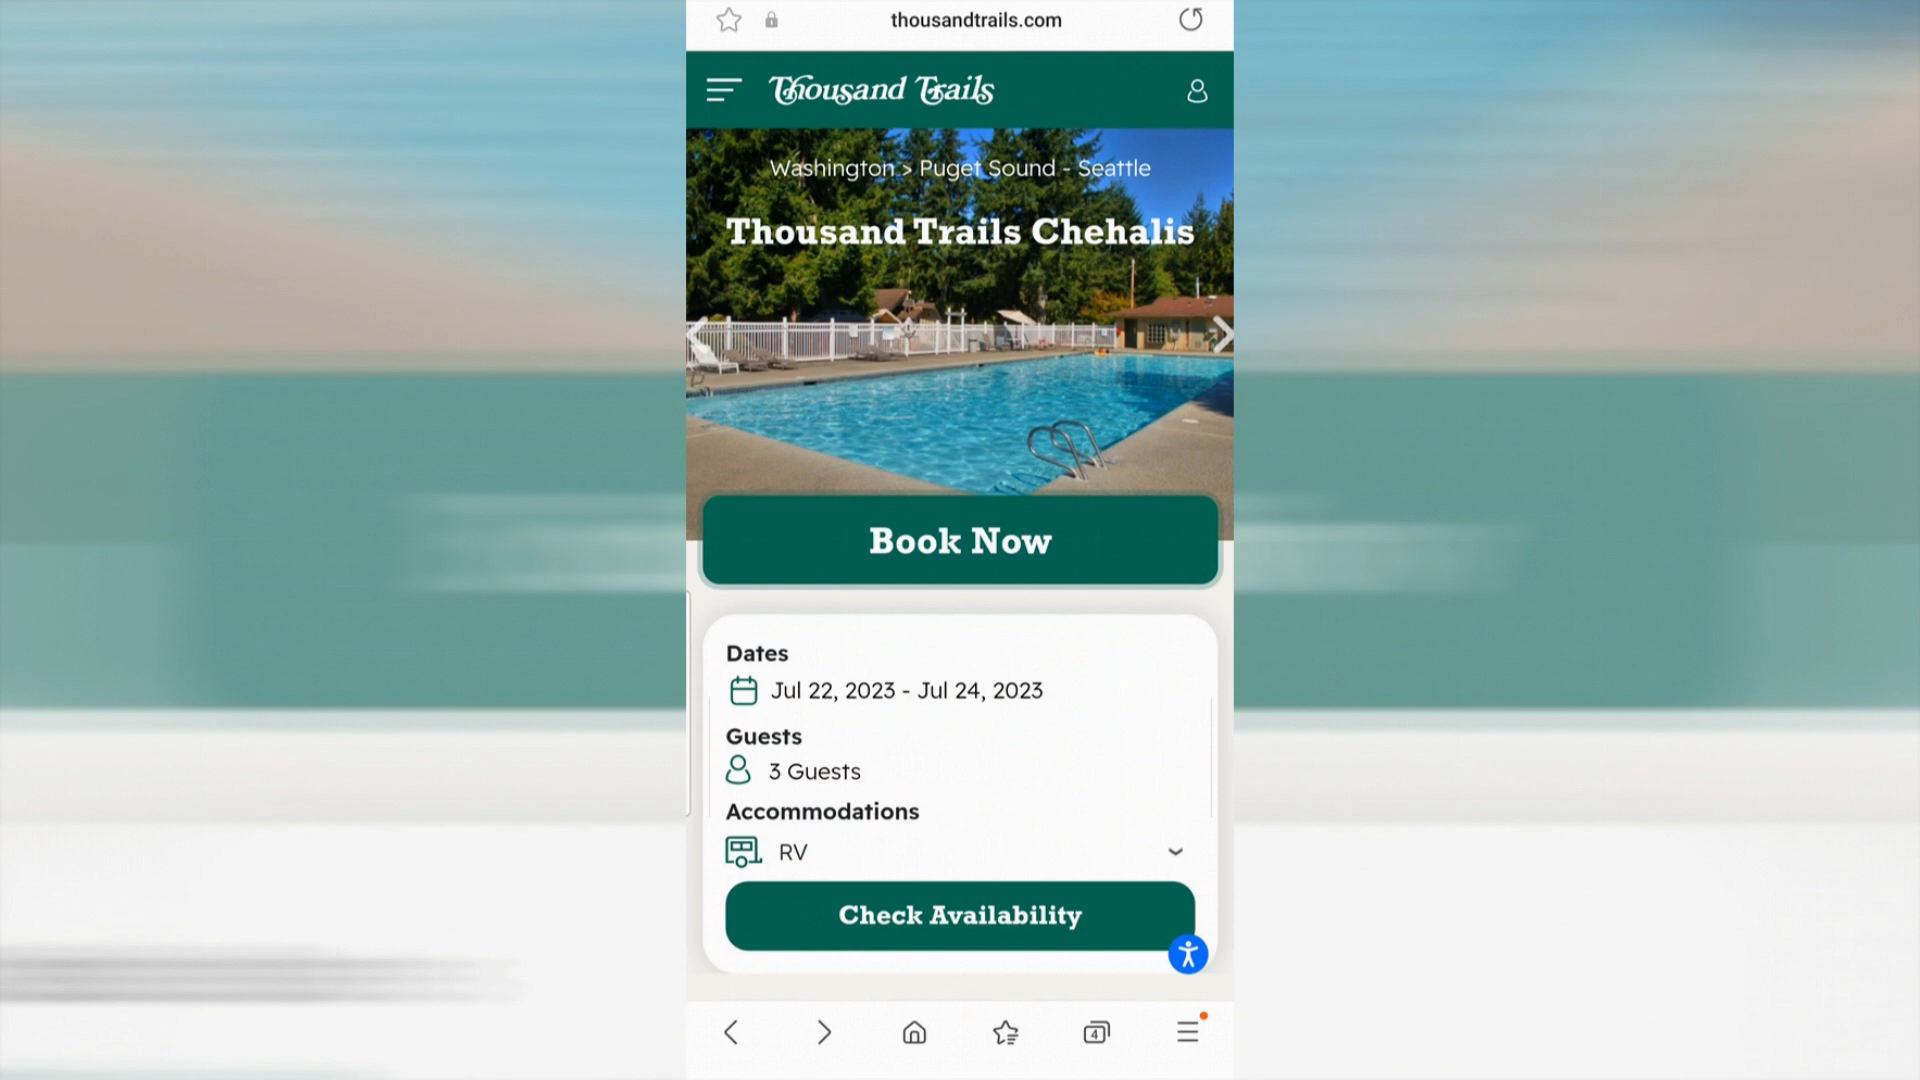 thousandtrails.com
Thousand Trails
Washington > Puget Sound - Seattle
Thousand Trails Chehalis
Book Now
Dates
Jul 22, 2023 - Jul 24, 2023
Guests
3 Guests
Accommodations
RV
Check Availability
4